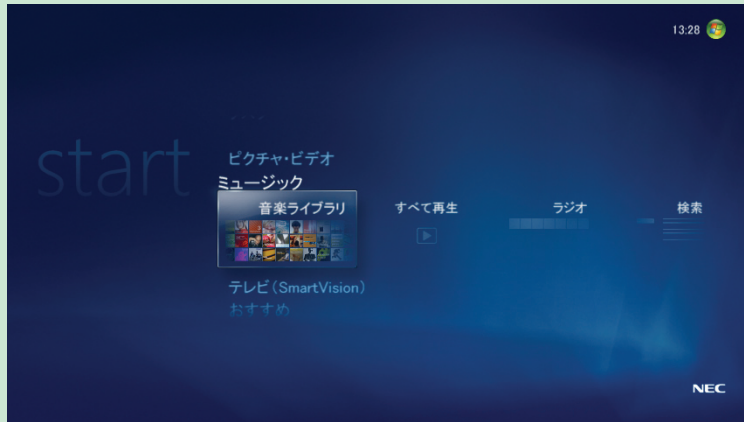 13:28
start
ピクチャ・ビデオ
ミュージック
音楽ライブラリ
すべて再生
ラジオ
検索
テレビ（SmartVision）
おすすめ
NEC